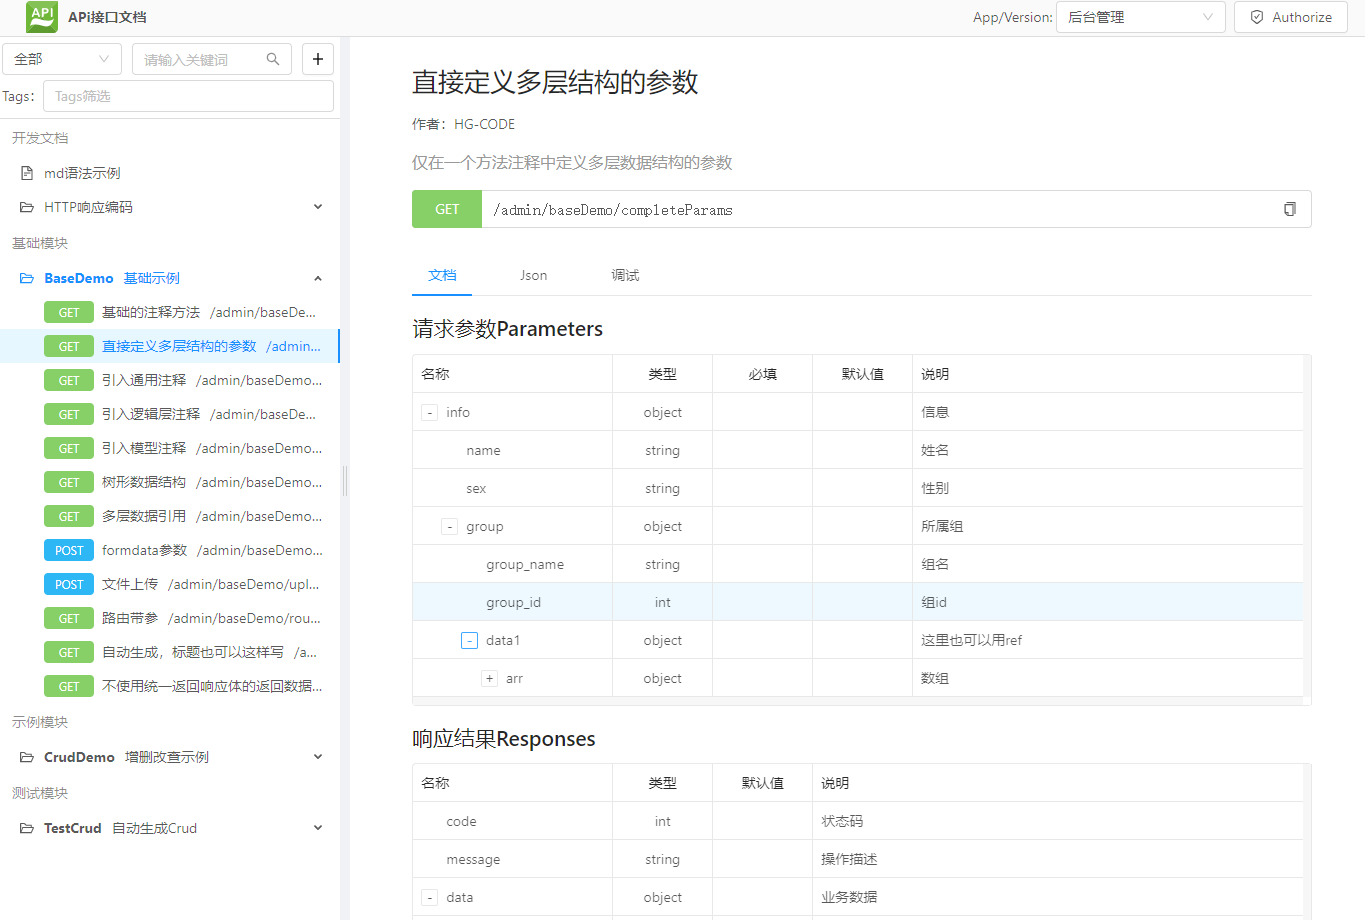 API APi接口文档 App/Version: 后台管理 Authorize
全部 请输入关键词 +
Tags: Tags筛选
开发文档
md语法示例
HTTP响应编码
基础模块
BaseDemo 基础示例
GET 基础的注释方法 /admin/baseDe...
GET 直接定义多层结构的参数 /admin...
GET 引入通用注释 /admin/baseDemo...
GET 引入逻辑层注释 /admin/baseDe...
GET 引入模型注释 /admin/baseDemo...
GET 树形数据结构 /admin/baseDemo...
GET 多层数据引用 /admin/baseDemo...
POST formdata参数 /admin/baseDemo...
POST 文件上传 /admin/baseDemo/upl...
GET 路由带参 /admin/baseDemo/rou...
GET 自动生成，标题也可以这样写 /a...
GET 不使用统一返回响应体的返回数据...
示例模块
CrudDemo 增删改查示例
测试模块
TestCrud 自动生成Crud
直接定义多层结构的参数
作者： HG-CODE
仅在一个方法注释中定义多层数据结构的参数
GET /admin/baseDemo/completeParams
文档 Json 调试
请求参数Parameters
名称 类型 必填 默认值 说明
- info object 信息
name string 姓名
sex string 性别
- group object 所属组
group_name string 组名
group_id int 组id
- data1 object 这里也可以用ref
+ arr object 数组
响应结果Responses
名称 类型 默认值 说明
code int 状态码
message string 操作描述
- data object 业务数据